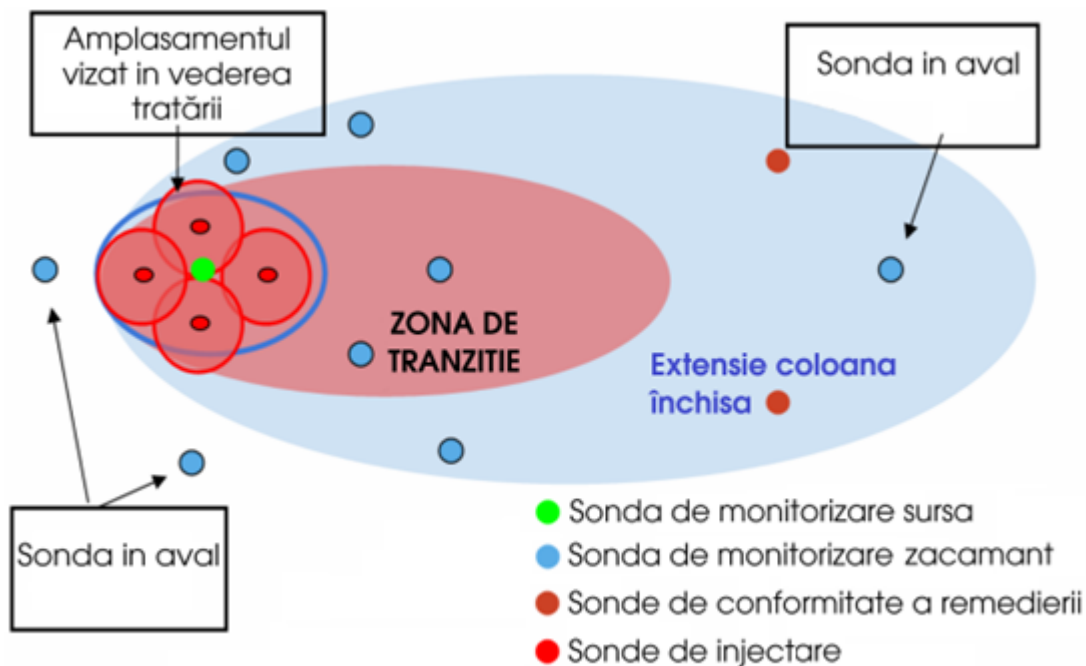 Amplasamentul
vizat in vederea
tratării
Sonda in aval
ZONA DE
TRANZITIE
Extensie coloana
închisa
Sonda in aval
Sonda de monitorizare sursa
Sonda de monitorizare zacamant
Sonde de conformitate a remedierii
Sonde de injectare